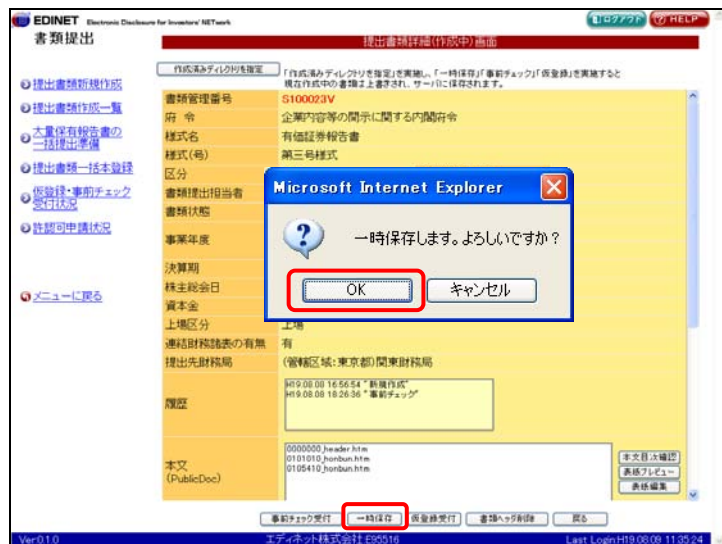 EDINET Electronic Disclosure for Investors' NETwork
ログアウト
HELP
書類提出
提出書類詳細(作成中)画面
作成済みディレクトリを指定
「作成済みディレクトリを指定」を実施し、「一時保存」「事前チェック」「仮登録」を実施すると
現在作成中の書類は上書きされ、サーバに保存されます。
提出書類新規作成
提出書類作成一覧
大量保有報告書の
一括提出準備
提出書類一括本登録
仮登録・事前チェック
受付状況
許認可申請状況
メニューに戻る
書類管理番号 S100023V
府令 企業内容等の開示に関する内閣府令
様式名 有価証券報告書
様式(号) 第三号様式
区分
書類提出担当者
書類状態
事業年度
決算期
株主総会日
資本金
上場区分 上場
連結財務諸表の有無 有
提出先財務局 (管轄区域:東京都)関東財務局
Microsoft Internet Explorer
一時保存します。よろしいですか?
OK
キャンセル
履歴
H19.08.08 16:56:54 "新規作成"
H19.08.08 18:26:36 "事前チェック"
本文
(PublicDoc)
0000000_header.htm
0101010_honbun.htm
0105410_honbun.htm
本文目次確認
表紙プレビュー
表紙編集
事前チェック受付
一時保存
仮登録受付
書類ヘッダ削除
戻る
Ver.0.1.0
エディネット株式会社 E95516
Last Login:H19.08.09 11:05:24